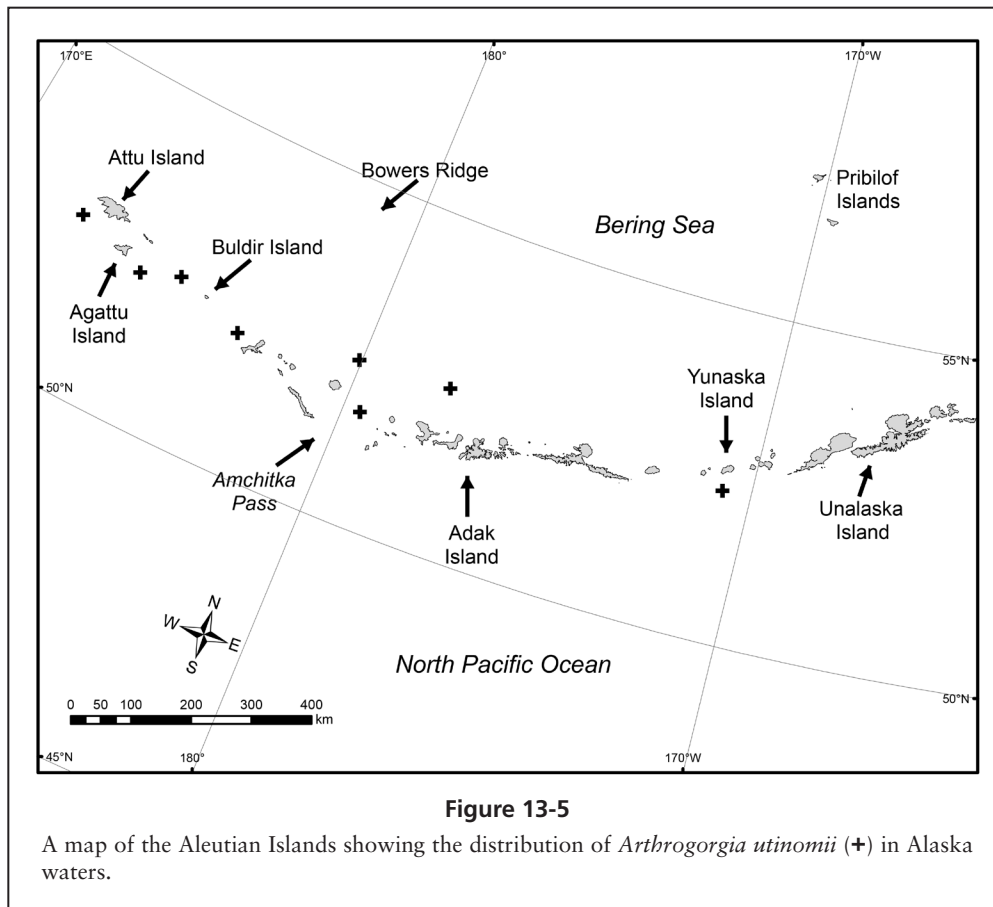 170°E
180°
170°W
Attu Island
Bowers Ridge
Pribilof
Islands
Bering Sea
Buldir Island
Agattu
Island
55°N
50°N
Yunaska
Island
Amchitka
Pass
Adak
Island
Unalaska
Island
N
W
E
S
North Pacific Ocean
0 50 100 200 300 400
km
50°N
45°N
180°
170°W
Figure 13-5
A map of the Aleutian Islands showing the distribution of Arthrogorgia utinomii (+) in Alaska
waters.